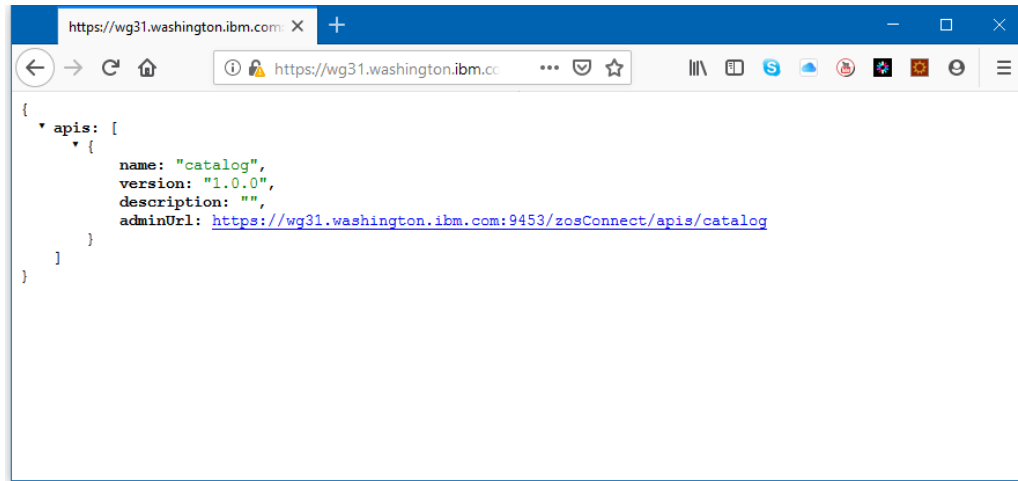 https://wg31.washington.ibm.com:
https://wg31.washington.ibm.cc
{
apis: [
{
name: "catalog",
version: "1.0.0",
description: "",
adminUrl: https://wg31.washington.ibm.com:9453/zosConnect/apis/catalog
}
]
}